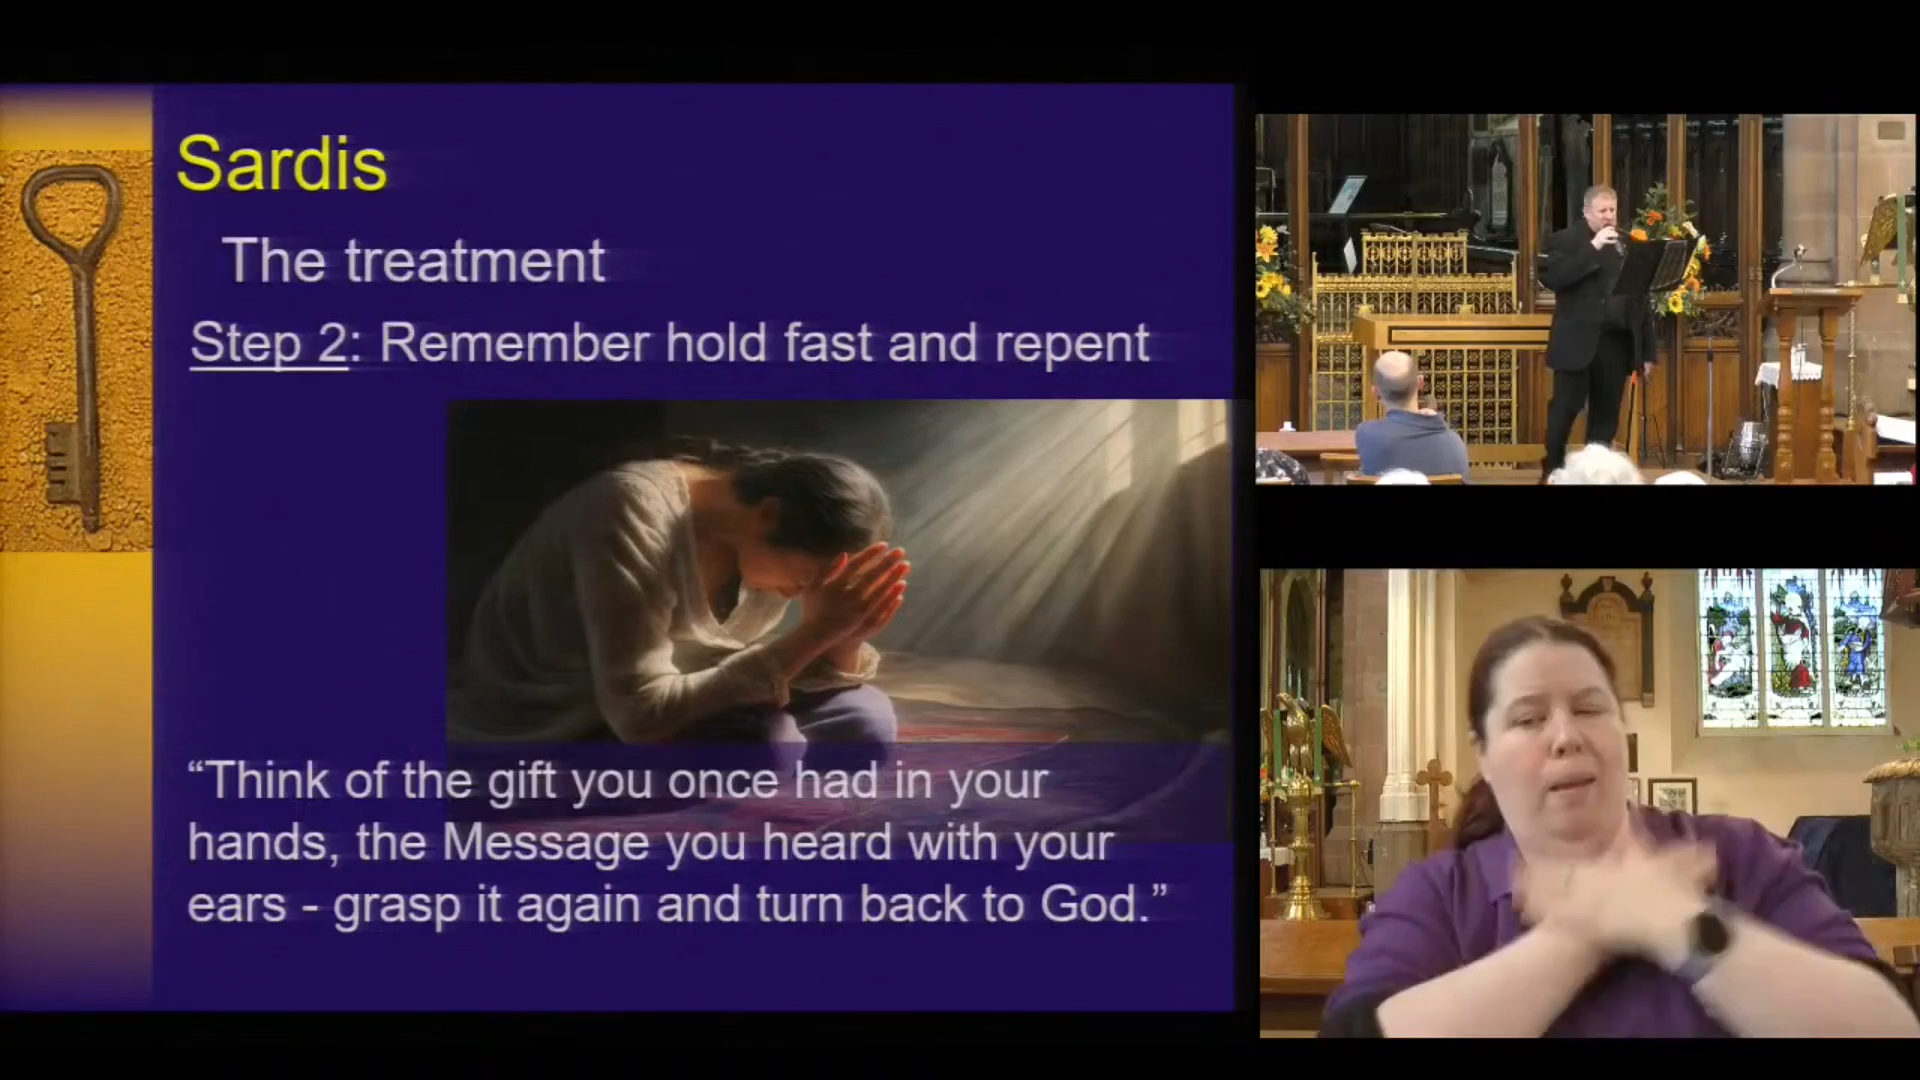 Sardis
The treatment
Step 2: Remember hold fast and repent
“Think of the gift you once had in your
hands, the Message you heard with your
ears - grasp it again and turn back to God.”